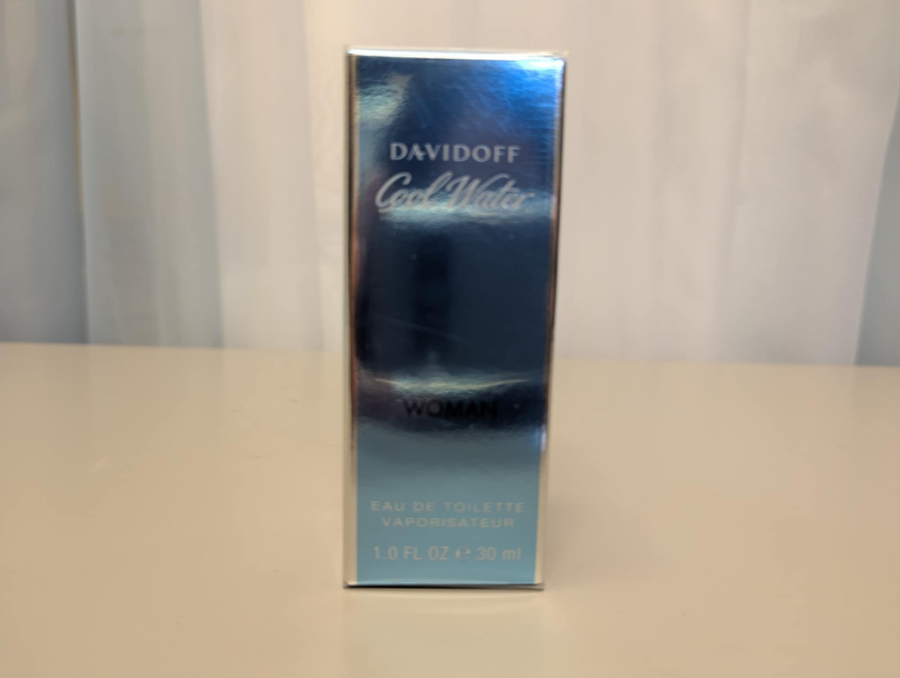 DAVIDOFF
Cool Water
WOMAN
EAU DE TOILETTE
VAPORISATEUR
1.0 FL OZ ℮ 30 ml